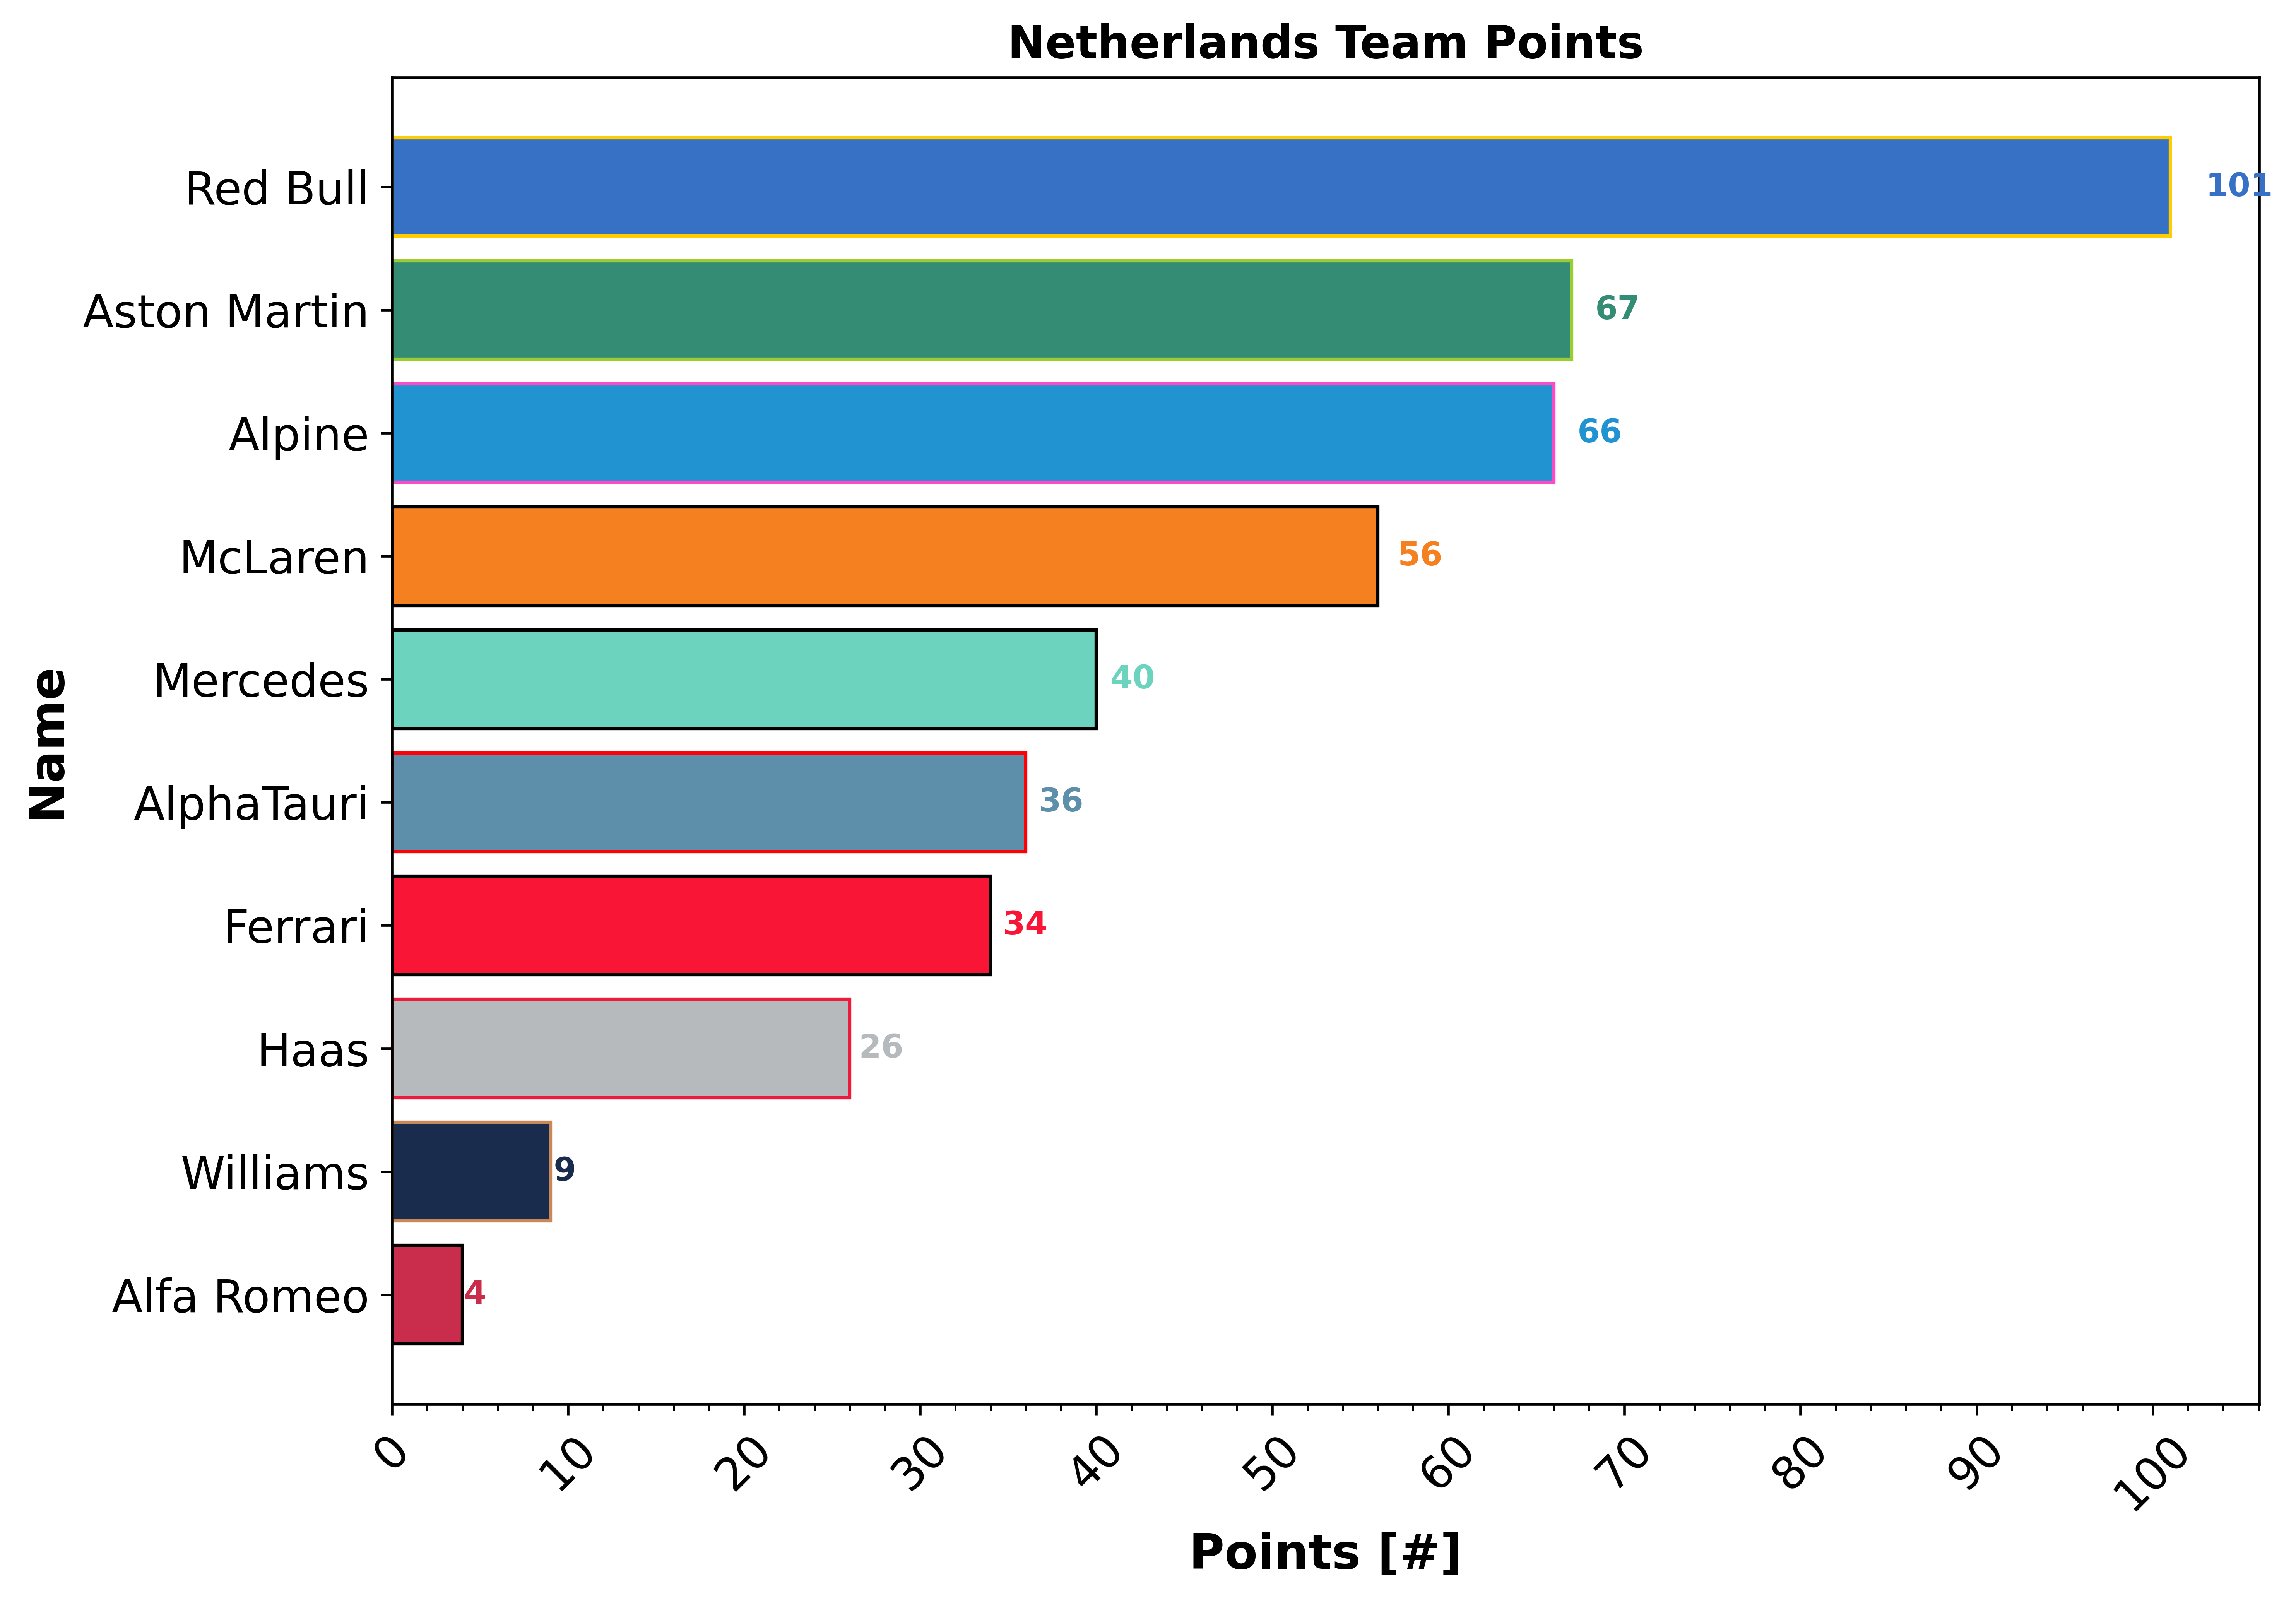 Netherlands Team Points
Name
Red Bull 101
Aston Martin 67
Alpine 66
McLaren 56
Mercedes 40
AlphaTauri 36
Ferrari 34
Haas 26
Williams 9
Alfa Romeo 4
0 10 20 30 40 50 60 70 80 90 100
Points [#]